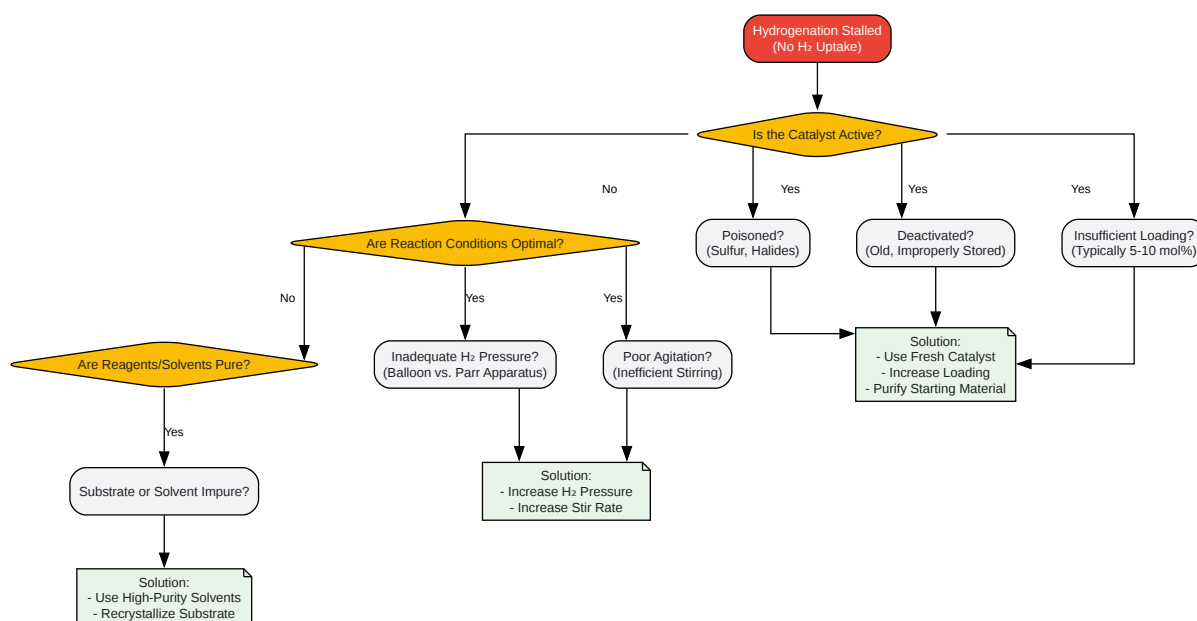 Hydrogenation Stalled
(No H₂ Uptake)
Is the Catalyst Active?
No
Yes
Yes
Yes
Are Reaction Conditions Optimal?
Poisoned?
(Sulfur, Halides)
Deactivated?
(Old, Improperly Stored)
Insufficient Loading?
(Typically 5-10 mol%)
No
Yes
Yes
Are Reagents/Solvents Pure?
Inadequate H₂ Pressure?
(Balloon vs. Parr Apparatus)
Poor Agitation?
(Inefficient Stirring)
Solution:
- Use Fresh Catalyst
- Increase Loading
- Purify Starting Material
Yes
Substrate or Solvent Impure?
Solution:
- Increase H₂ Pressure
- Increase Stir Rate
Solution:
- Use High-Purity Solvents
- Recrystallize Substrate